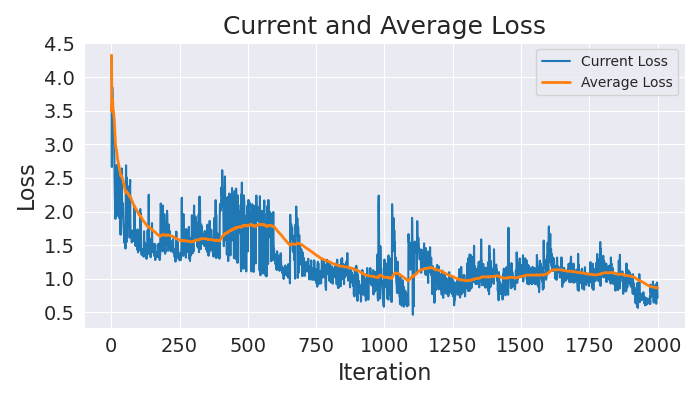 Current and Average Loss
Current Loss
Average Loss
Loss
4.5
4.0
3.5
3.0
2.5
2.0
1.5
1.0
0.5
0 250 500 750 1000 1250 1500 1750 2000
Iteration